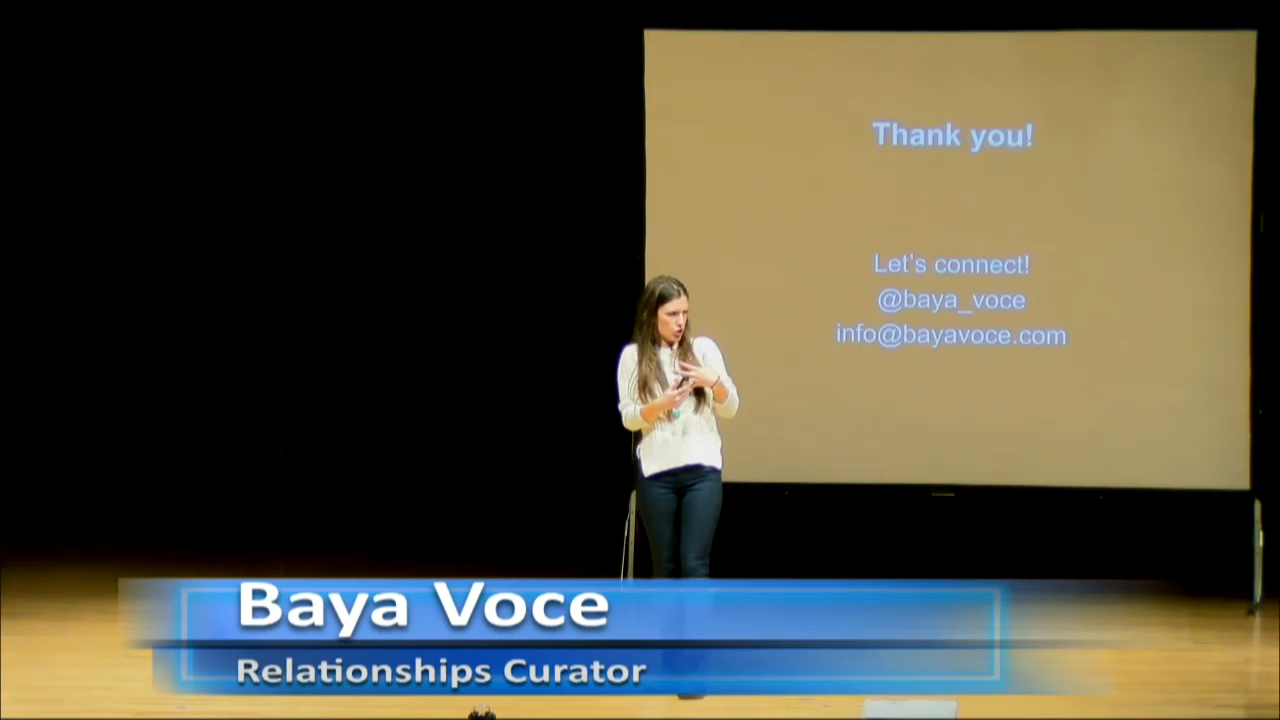 Thank you!
Let's connect!
@baya_voce
info@bayavoce.com
Baya Voce
Relationships Curator